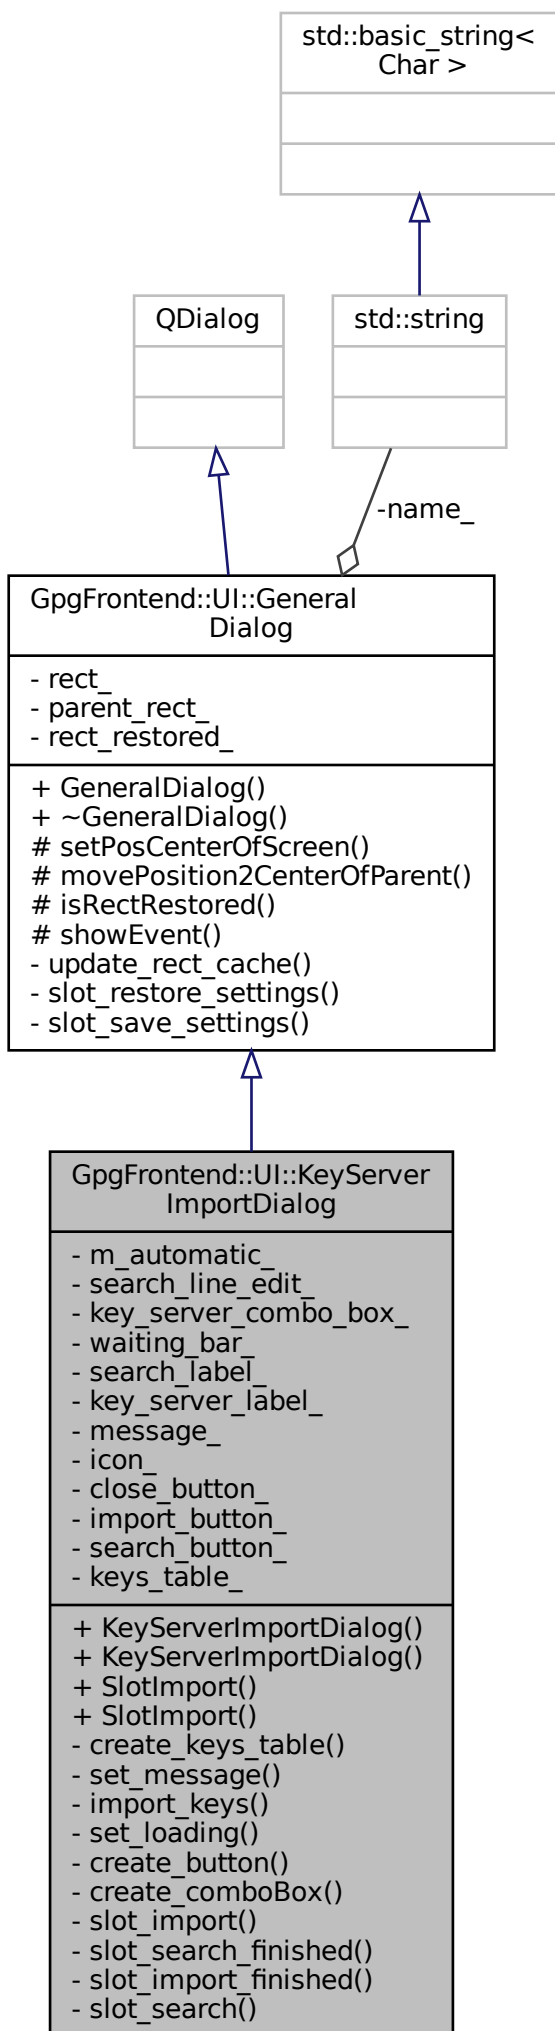 std::basic_string<
Char >
QDialog
std::string
-name_
GpgFrontend::UI::General
Dialog
- rect_
- parent_rect_
- rect_restored_
+ GeneralDialog()
+ ~GeneralDialog()
# setPosCenterOfScreen()
# movePosition2CenterOfParent()
# isRectRestored()
# showEvent()
- update_rect_cache()
- slot_restore_settings()
- slot_save_settings()
GpgFrontend::UI::KeyServer
ImportDialog
- m_automatic_
- search_line_edit_
- key_server_combo_box_
- waiting_bar_
- search_label_
- key_server_label_
- message_
- icon_
- close_button_
- import_button_
- search_button_
- keys_table_
+ KeyServerImportDialog()
+ KeyServerImportDialog()
+ SlotImport()
+ SlotImport()
- create_keys_table()
- set_message()
- import_keys()
- set_loading()
- create_button()
- create_comboBox()
- slot_import()
- slot_search_finished()
- slot_import_finished()
- slot_search()